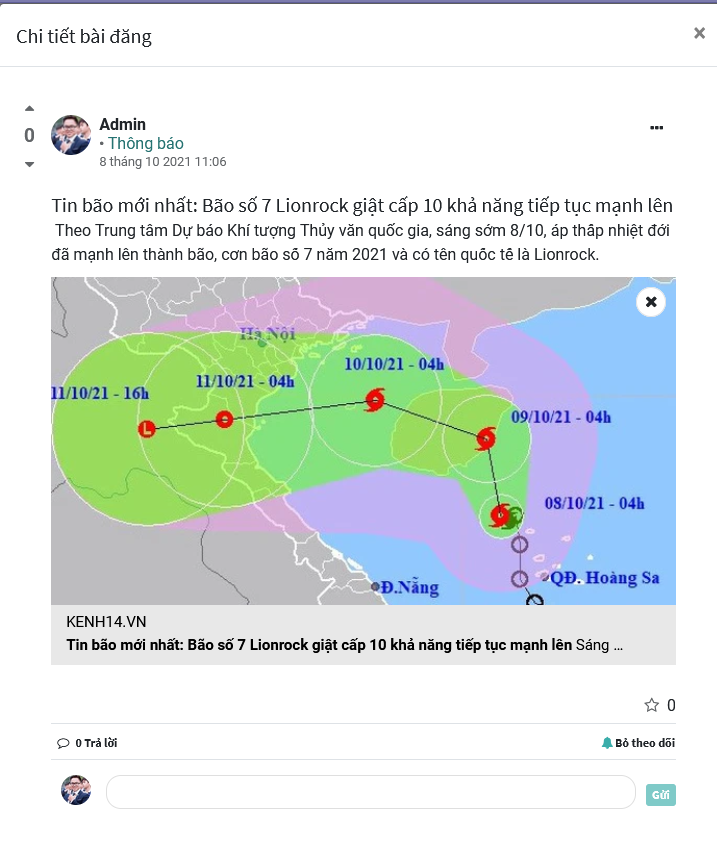 Chi tiết bài đăng
×
0
Admin
• Thông báo
8 tháng 10 2021 11:06
Tin bão mới nhất: Bão số 7 Lionrock giật cấp 10 khả năng tiếp tục mạnh lên
Theo Trung tâm Dự báo Khí tượng Thủy văn quốc gia, sáng sớm 8/10, áp thấp nhiệt đới
đã mạnh lên thành bão, cơn bão số 7 năm 2021 và có tên quốc tế là Lionrock.
Hà Nội
10/10/21 - 04h
11/10/21 - 04h
11/10/21 - 16h
09/10/21 - 04h
L
08/10/21 - 04h
QĐ. Hoàng Sa
Đ.Nẵng
KENH14.VN
Tin bão mới nhất: Bão số 7 Lionrock giật cấp 10 khả năng tiếp tục mạnh lên Sáng ...
0
0 Trả lời
Bỏ theo dõi
Gửi